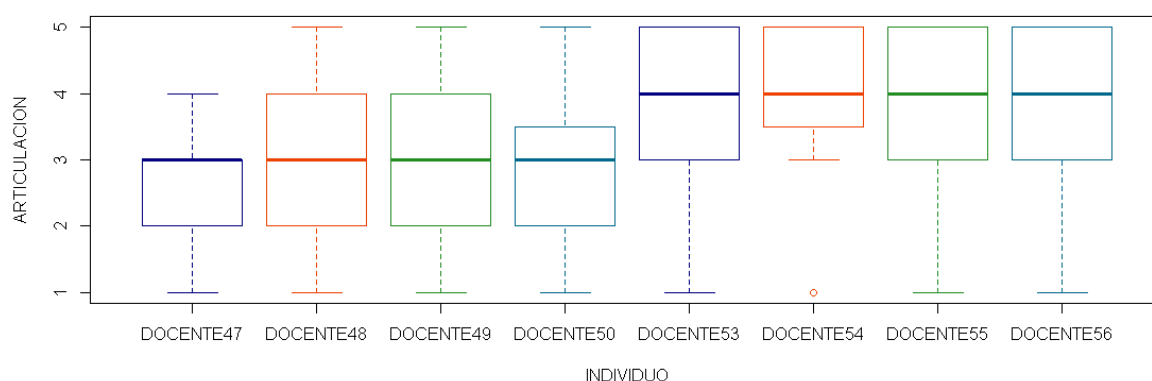 ARTICULACION
5
4
3
2
1
DOCENTE47 DOCENTE48 DOCENTE49 DOCENTE50 DOCENTE53 DOCENTE54 DOCENTE55 DOCENTE56
INDIVIDUO